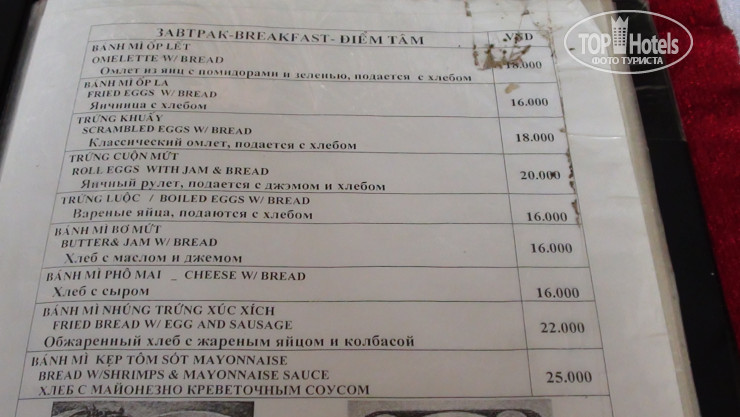 ЗАВТРАК-BREAKFAST- ĐIỂM TÂM VND
BÁNH MÌ ỐP LẾT
OMELETTE W/ BREAD
Омлет из яиц с помидорами и зеленью, подается с хлебом 18.000
BÁNH MÌ ỐP LA
FRIED EGGS W/ BREAD
Яичница с хлебом 16.000
TRỨNG KHUẤY
SCRAMBLED EGGS W/ BREAD
Классический омлет, подается с хлебом 18.000
TRỨNG CUỘN MỨT
ROLL EGGS WITH JAM & BREAD
Яичный рулет, подается с джэмом и хлебом 20.000
TRỨNG LUỘC / BOILED EGGS W/ BREAD
Вареные яйца, подаются с хлебом 16.000
BÁNH MÌ BƠ MỨT
BUTTER& JAM W/ BREAD
Хлеб с маслом и джемом 16.000
BÁNH MÌ PHÔ MAI _ CHEESE W/ BREAD
Хлеб с сыром 16.000
BÁNH MÌ NHÚNG TRỨNG XÚC XÍCH
FRIED BREAD W/ EGG AND SAUSAGE
Обжаренный хлеб с жареным яйцом и колбасой 22.000
BÁNH MÌ KẸP TÔM SÓT MAYONNAISE
BREAD W/SHRIMPS & MAYONNAISE SAUCE
ХЛЕБ С МАЙОНЕЗНО КРЕВЕТОЧНЫМ СОУСОМ 25.000
TOP Hotels
ФОТО ТУРИСТА